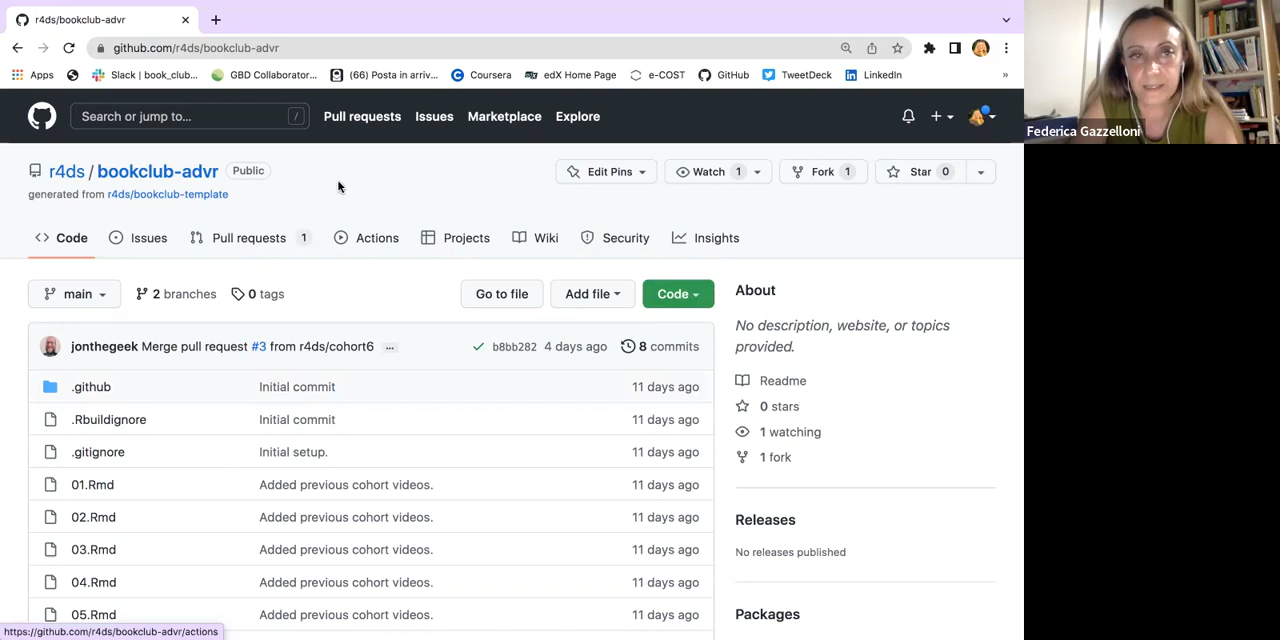 r4ds/bookclub-advr
github.com/r4ds/bookclub-advr
Apps
Slack | book_club...
GBD Collaborator...
(66) Posta in arriv...
Coursera
edX Home Page
e-COST
GitHub
TweetDeck
LinkedIn
»
Federica Gazzelloni
Search or jump to... /
Pull requests
Issues
Marketplace
Explore
r4ds / bookclub-advr Public
generated from r4ds/bookclub-template
Edit Pins
Watch 1
Fork 1
Star 0
Code
Issues
Pull requests 1
Actions
Projects
Wiki
Security
Insights
main
2 branches
0 tags
Go to file
Add file
Code
jonthegeek Merge pull request #3 from r4ds/cohort6 ... b8bb282 4 days ago 8 commits
.github Initial commit 11 days ago
.Rbuildignore Initial commit 11 days ago
.gitignore Initial setup. 11 days ago
01.Rmd Added previous cohort videos. 11 days ago
02.Rmd Added previous cohort videos. 11 days ago
03.Rmd Added previous cohort videos. 11 days ago
04.Rmd Added previous cohort videos. 11 days ago
05.Rmd Added previous cohort videos. 11 days ago
About
No description, website, or topics
provided.
Readme
0 stars
1 watching
1 fork
Releases
No releases published
Packages
https://github.com/r4ds/bookclub-advr/actions